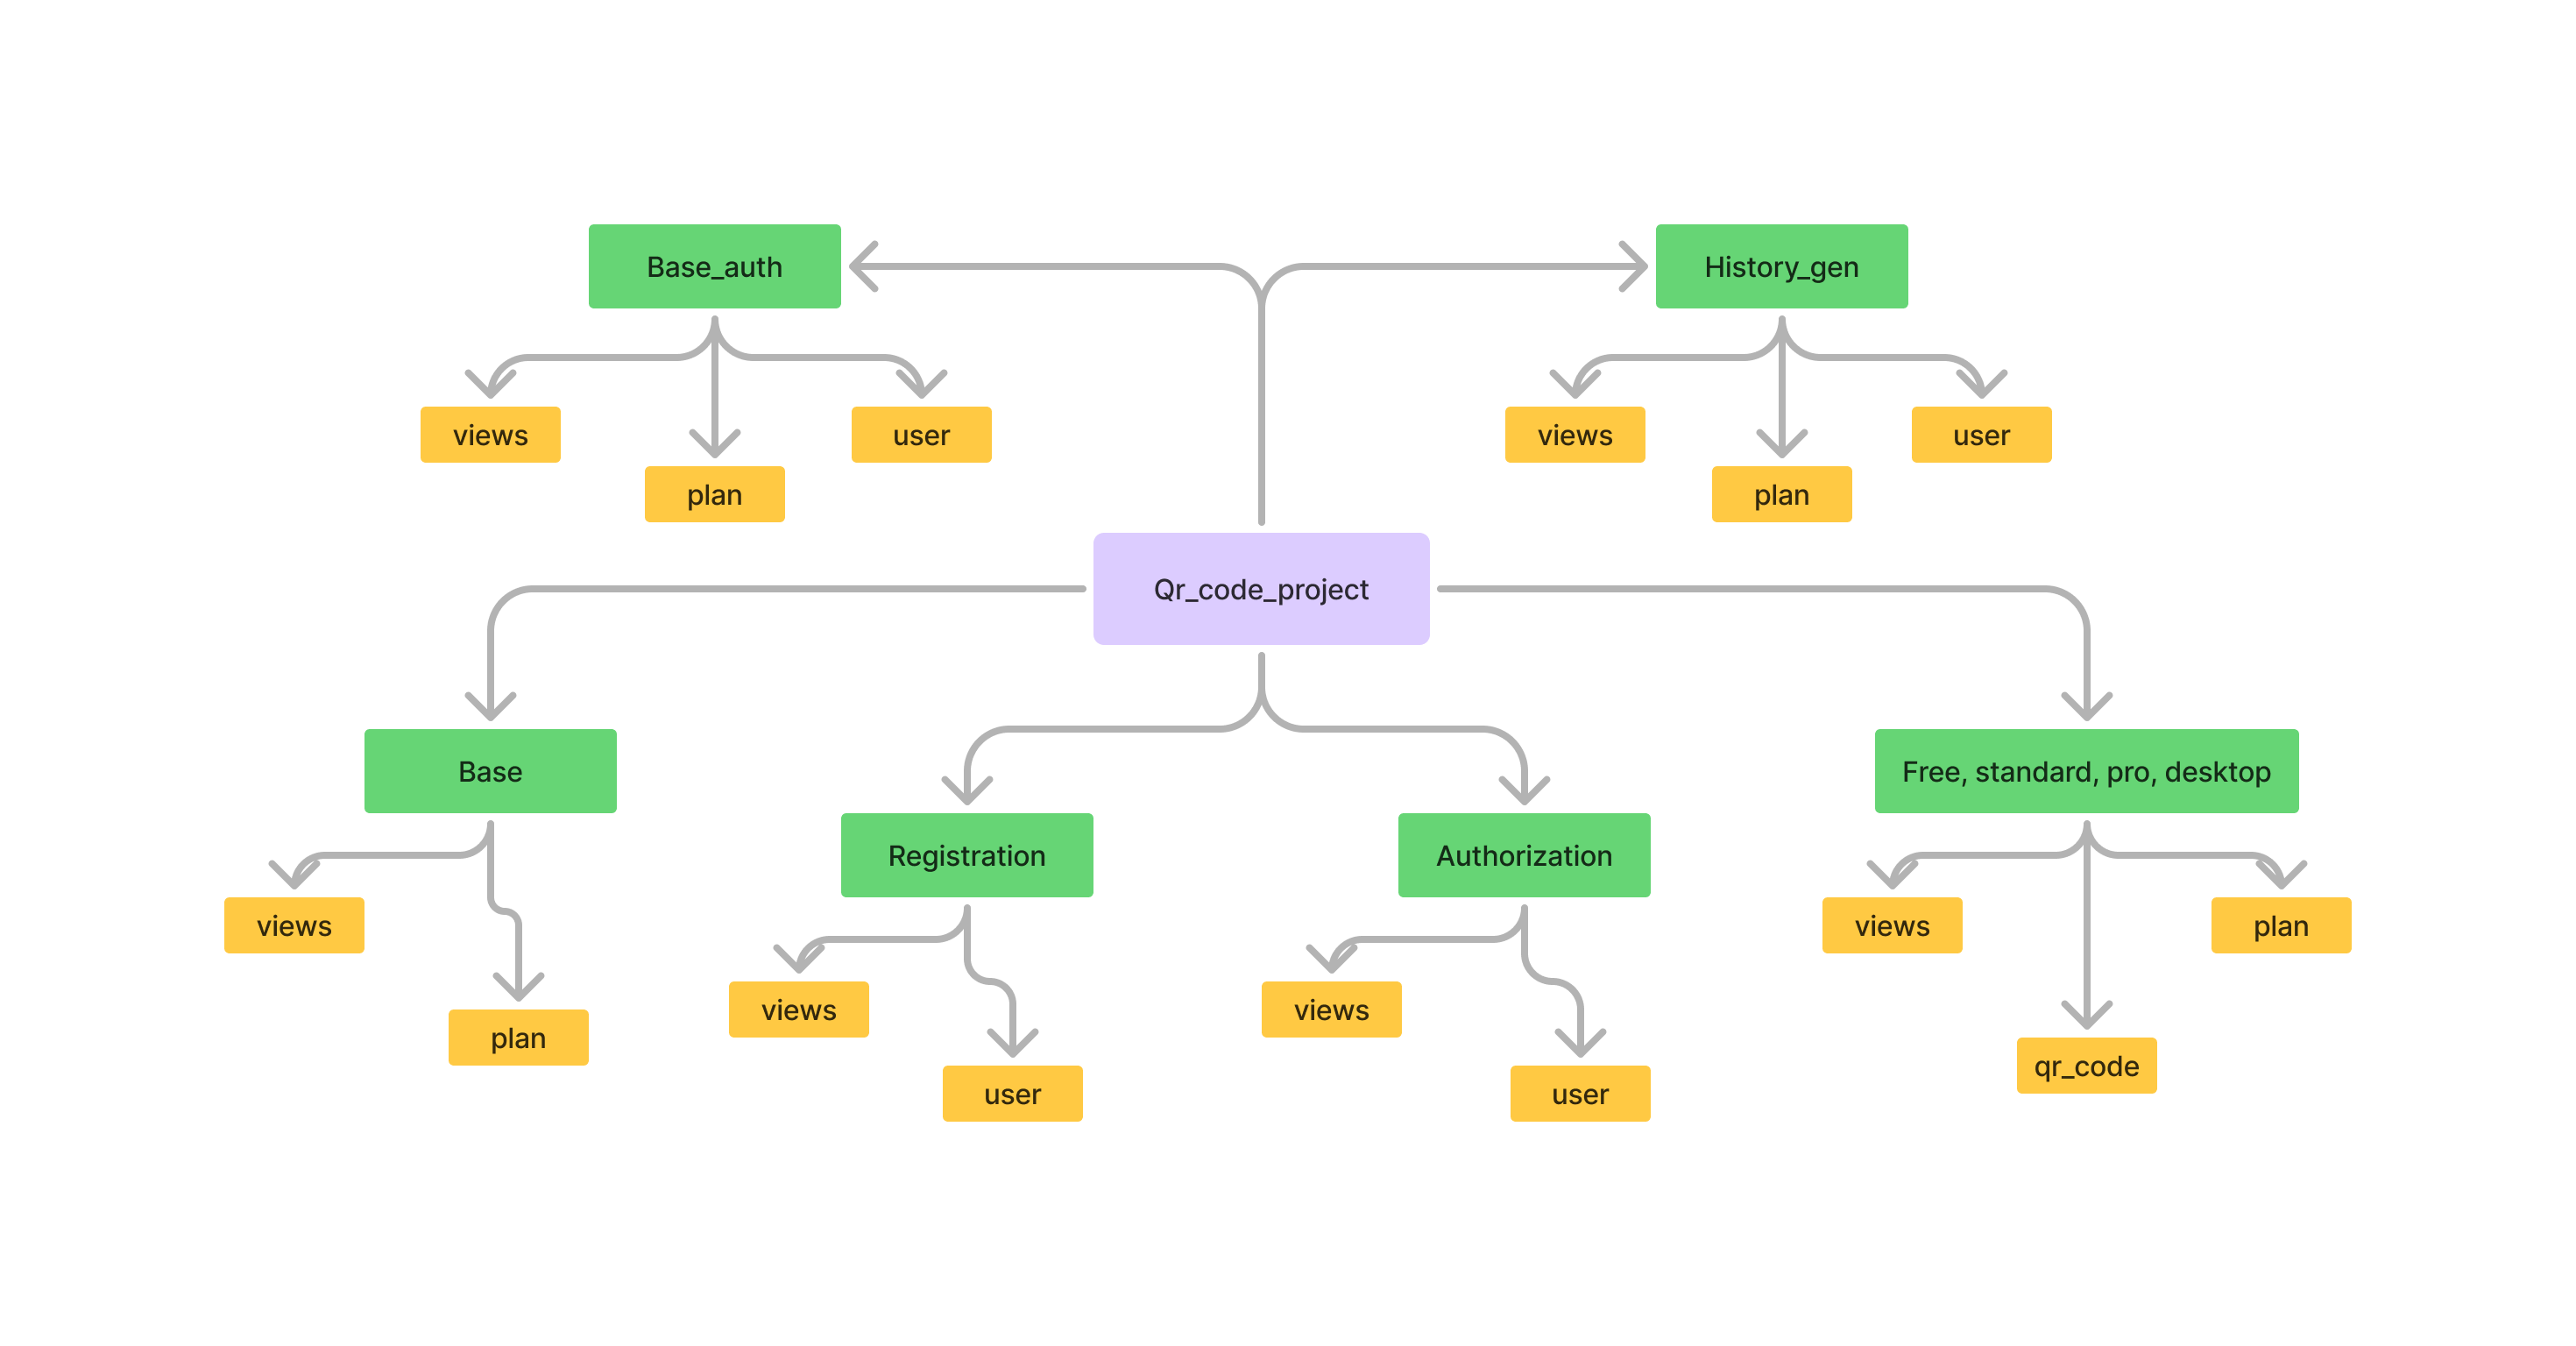 Base_auth
History_gen
views
user
views
user
plan
plan
Qr_code_project
Base
Free, standard, pro, desktop
Registration
Authorization
views
views
plan
views
views
plan
qr_code
user
user